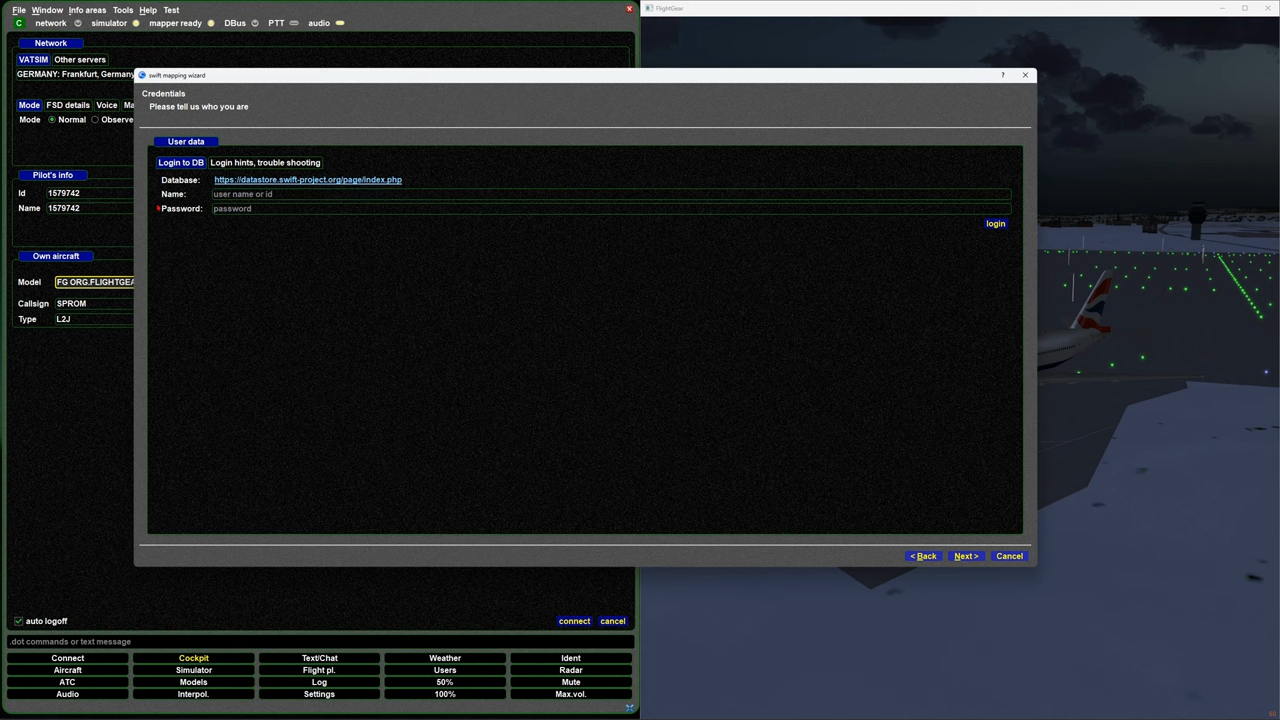 File Window Info areas Tools Help Test
C network simulator mapper ready DBus PTT audio
Network
VATSIM Other servers
GERMANY: Frankfurt, Germany
Mode FSD details Voice Ma
Mode Normal Observe
Pilot's info
Id 1579742
Name 1579742
Own aircraft
Model FG ORG.FLIGHTGEA
Callsign SPROM
Type L2J
auto logoff
connect cancel
.dot commands or text message
Connect Cockpit Text/Chat Weather Ident
Aircraft Simulator Flight pl. Users Radar
ATC Models Log 50% Mute
Audio Interpol. Settings 100% Max.vol.
swift mapping wizard
?
Credentials
Please tell us who you are
User data
Login to DB Login hints, trouble shooting
Database: https://datastore.swift-project.org/page/index.php
Name: user name or id
Password: password
login
< Back Next > Cancel
FlightGear